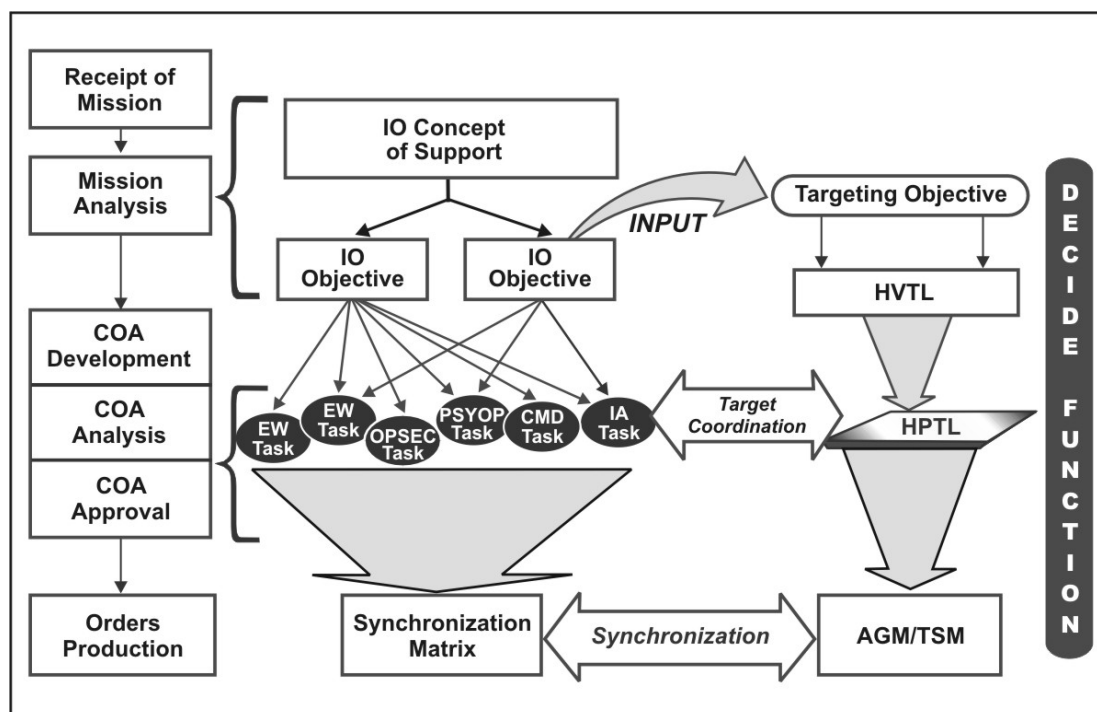 Receipt of
Mission
Mission
Analysis
COA
Development
COA
Analysis
COA
Approval
Orders
Production
IO Concept
of Support
IO
Objective
IO
Objective
EW
Task
EW
Task
OPSEC
Task
PSYOP
Task
CMD
Task
IA
Task
Synchronization
Matrix
INPUT
Target
Coordination
Synchronization
Targeting Objective
HVTL
HPTL
AGM/TSM
DECIDE FUNCTION